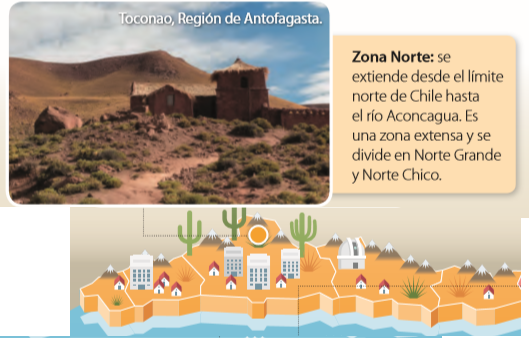 Toconao, Región de Antofagasta.
Zona Norte: se
extiende desde el límite
norte de Chile hasta
el río Aconcagua. Es
una zona extensa y se
divide en Norte Grande
y Norte Chico.